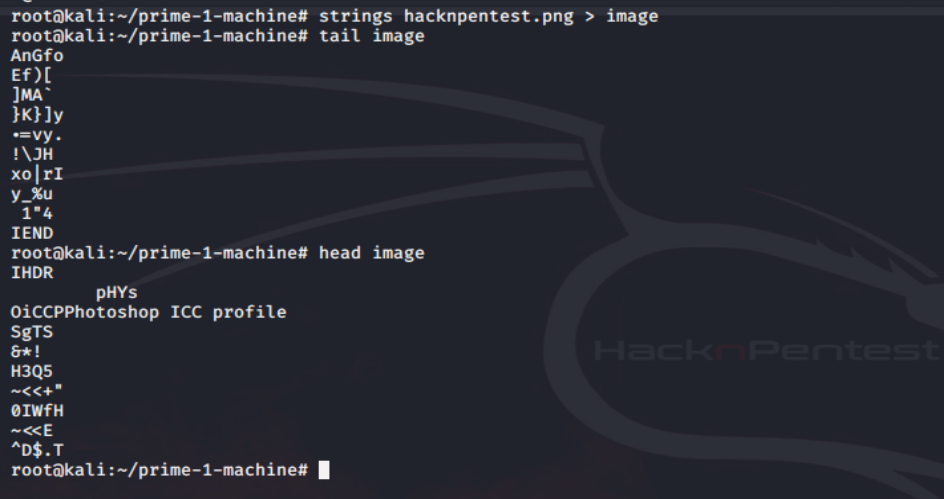 root@kali:~/prime-1-machine# strings hacknpentest.png > image
root@kali:~/prime-1-machine# tail image
AnGfo
Ef)[
]MA`
}K}]y
•=vy.
!\JH
xo|rI
y_%u
 1"4
IEND
root@kali:~/prime-1-machine# head image
IHDR
        pHYs
OiCCPPhotoshop ICC profile
SgTS
&*!
H3Q5
~<<+"
0IWfH
~<<E
^D$.T
root@kali:~/prime-1-machine#
HacknPentest